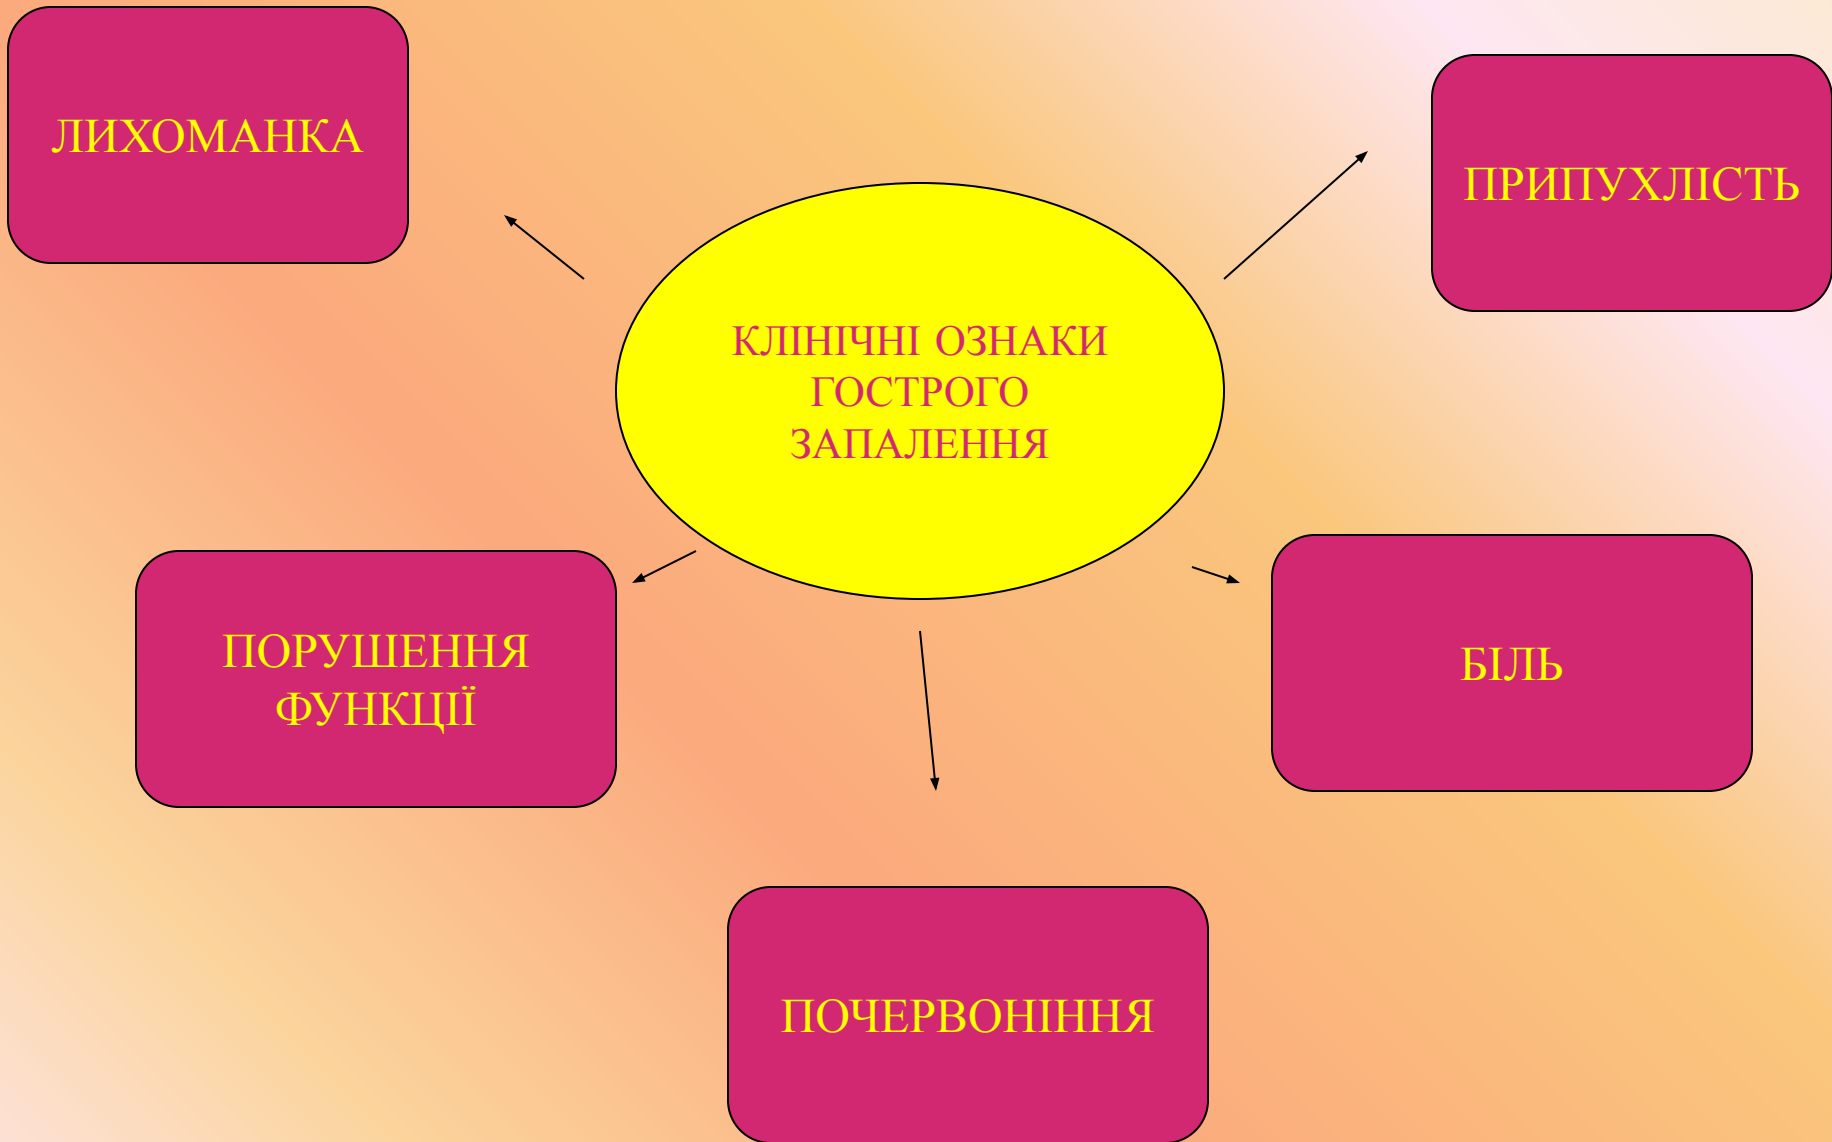 ЛИХОМАНКА
ПРИПУХЛІСТЬ
КЛІНІЧНІ ОЗНАКИ
ГОСТРОГО
ЗАПАЛЕННЯ
ПОРУШЕННЯ
ФУНКЦІЇ
БІЛЬ
ПОЧЕРВОНІННЯ